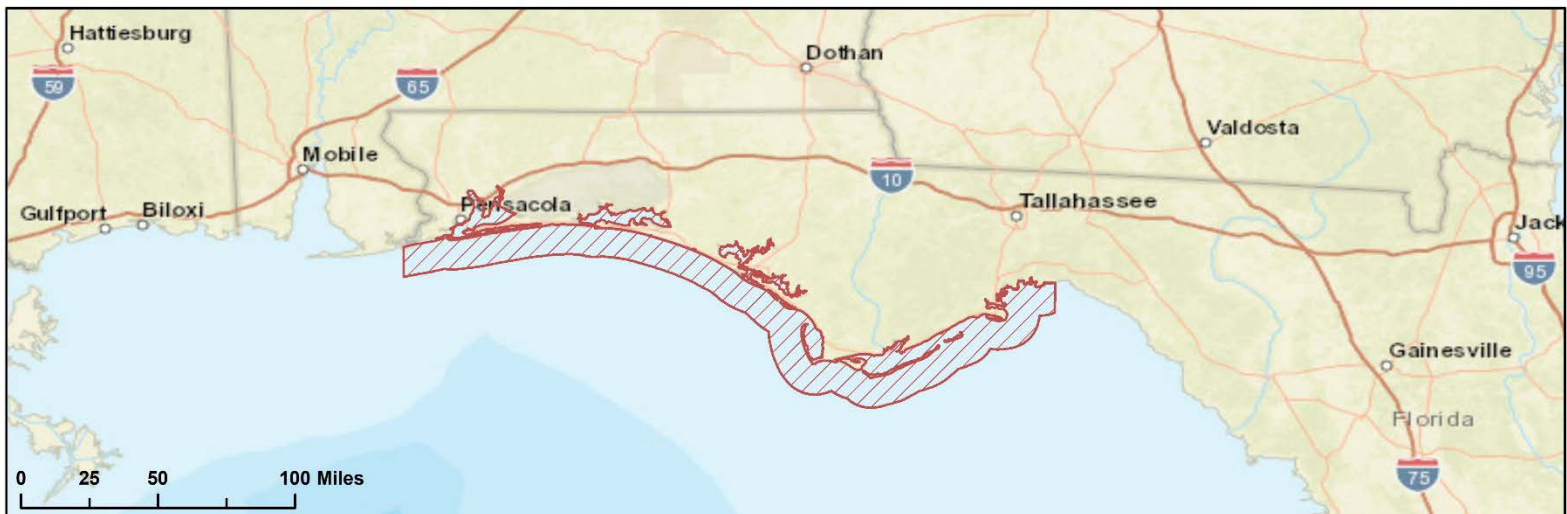 Hattiesburg
59
65
Dothan
Valdosta
Mobile
10
Pensacola
Tallahassee
Gulfport
Biloxi
Jack
95
Gainesville
Florida
75
0 25 50 100 Miles